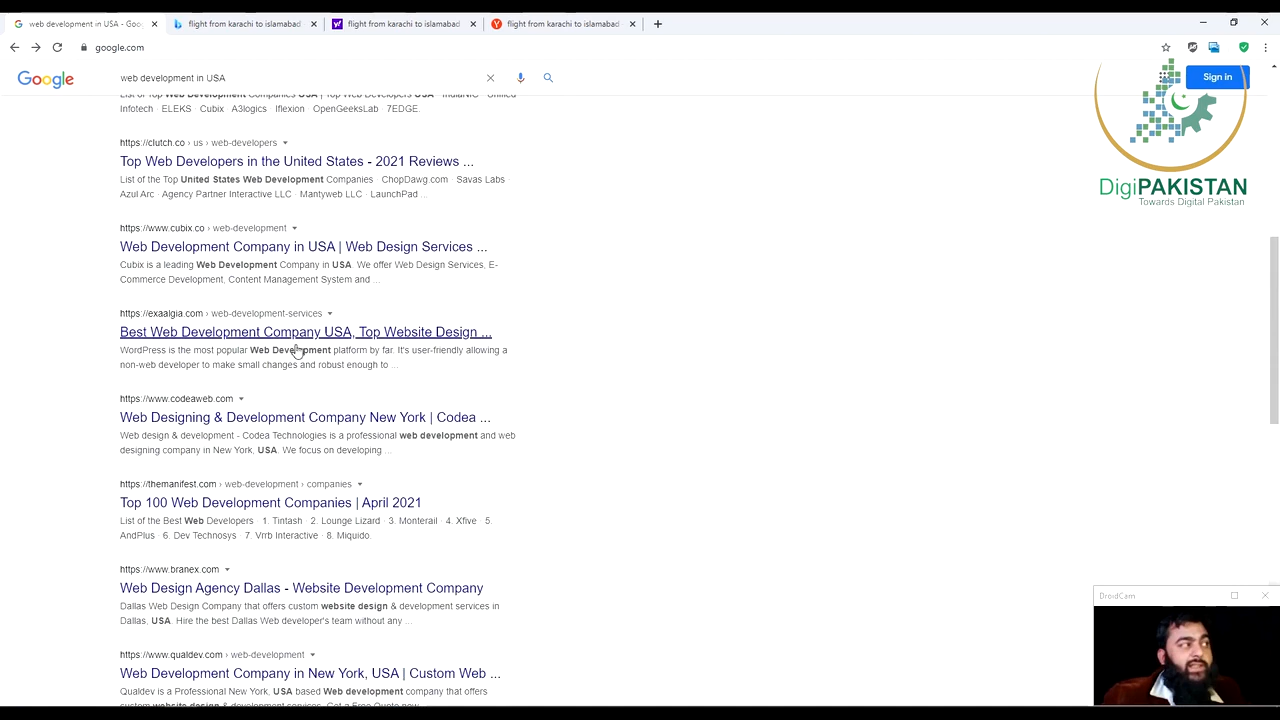 web development in USA - Goo
flight from karachi to islamabad
flight from karachi to islamabad
flight from karachi to islamabad
google.com
Google
web development in USA
Sign in
List of Top Web Development Companies USA | Top Web Developers USA · IndiaNIC · Unified
Infotech · ELEKS · Cubix · A3logics · Iflexion · OpenGeeksLab · 7EDGE.
https://clutch.co › us › web-developers
Top Web Developers in the United States - 2021 Reviews ...
List of the Top United States Web Development Companies · ChopDawg.com · Savas Labs ·
Azul Arc · Agency Partner Interactive LLC · Mantyweb LLC · LaunchPad ...
https://www.cubix.co › web-development
Web Development Company in USA | Web Design Services ...
Cubix is a leading Web Development Company in USA. We offer Web Design Services, E-
Commerce Development, Content Management System and ...
https://exaalgia.com › web-development-services
Best Web Development Company USA, Top Website Design ...
WordPress is the most popular Web Development platform by far. It's user-friendly allowing a
non-web developer to make small changes and robust enough to ...
https://www.codeaweb.com
Web Designing & Development Company New York | Codea ...
Web design & development - Codea Technologies is a professional web development and web
designing company in New York, USA. We focus on developing ...
https://themanifest.com › web-development › companies
Top 100 Web Development Companies | April 2021
List of the Best Web Developers · 1. Tintash · 2. Lounge Lizard · 3. Monterail · 4. Xfive · 5.
AndPlus · 6. Dev Technosys · 7. Vrrb Interactive · 8. Miquido.
https://www.branex.com
Web Design Agency Dallas - Website Development Company
Dallas Web Design Company that offers custom website design & development services in
Dallas, USA. Hire the best Dallas Web developer's team without any ...
https://www.qualdev.com › web-development
Web Development Company in New York, USA | Custom Web ...
Qualdev is a Professional New York, USA based Web development company that offers
custom website design & development services. Get a Free Quote now.
DigiPAKISTAN
Towards Digital Pakistan
DroidCam